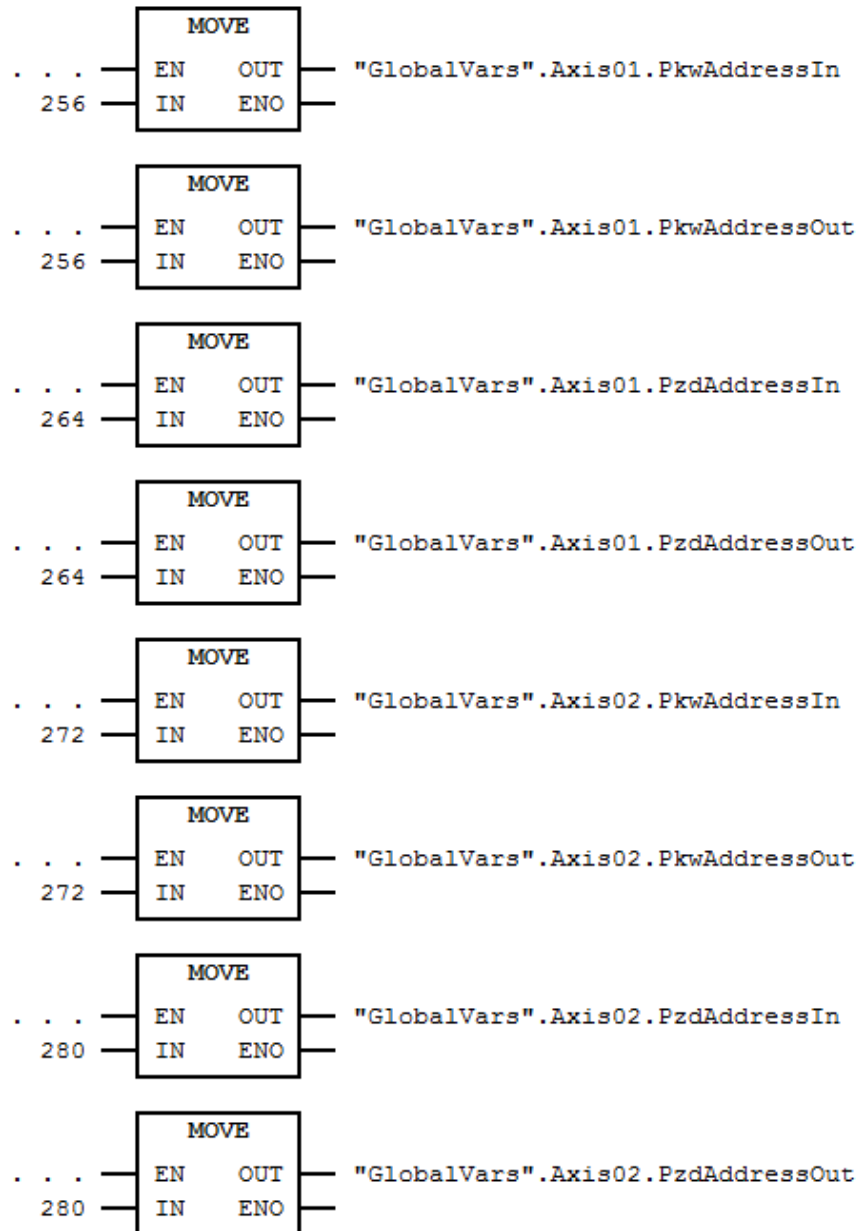 MOVE
. . . EN OUT "GlobalVars".Axis01.PkwAddressIn
256 IN ENO
MOVE
. . . EN OUT "GlobalVars".Axis01.PkwAddressOut
256 IN ENO
MOVE
. . . EN OUT "GlobalVars".Axis01.PzdAddressIn
264 IN ENO
MOVE
. . . EN OUT "GlobalVars".Axis01.PzdAddressOut
264 IN ENO
MOVE
. . . EN OUT "GlobalVars".Axis02.PkwAddressIn
272 IN ENO
MOVE
. . . EN OUT "GlobalVars".Axis02.PkwAddressOut
272 IN ENO
MOVE
. . . EN OUT "GlobalVars".Axis02.PzdAddressIn
280 IN ENO
MOVE
. . . EN OUT "GlobalVars".Axis02.PzdAddressOut
280 IN ENO